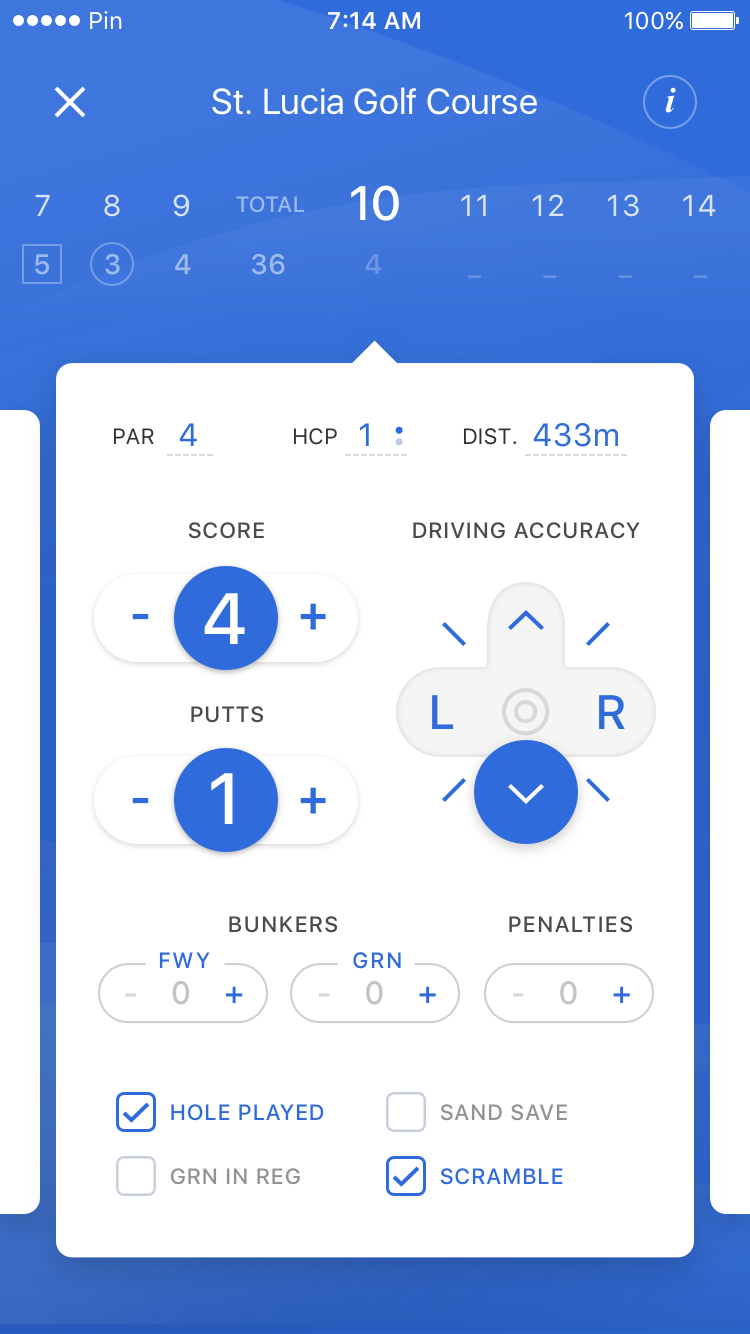 Pin 7:14 AM 100%
St. Lucia Golf Course i
7 8 9 TOTAL 10 11 12 13 14
5 3 4 36 4 _ _ _ _
PAR 4 HCP 1 : DIST. 433m
SCORE DRIVING ACCURACY
- 4 +
L R
PUTTS
- 1 +
BUNKERS PENALTIES
FWY GRN
- 0 + - 0 + - 0 +
HOLE PLAYED SAND SAVE
GRN IN REG SCRAMBLE